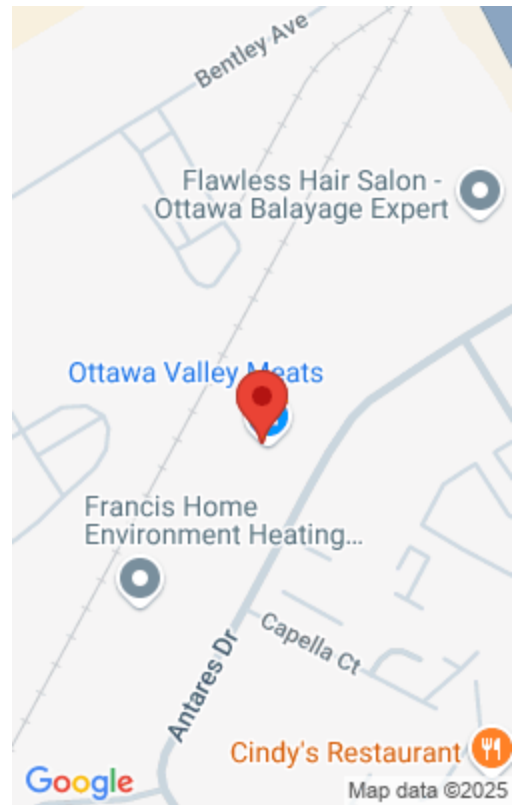 Bentley Ave
Flawless Hair Salon -
Ottawa Balayage Expert
Ottawa Valley Meats
Francis Home
Environment Heating...
Capella Ct
Antares Dr
Cindy's Restaurant
Google
Map data ©2025